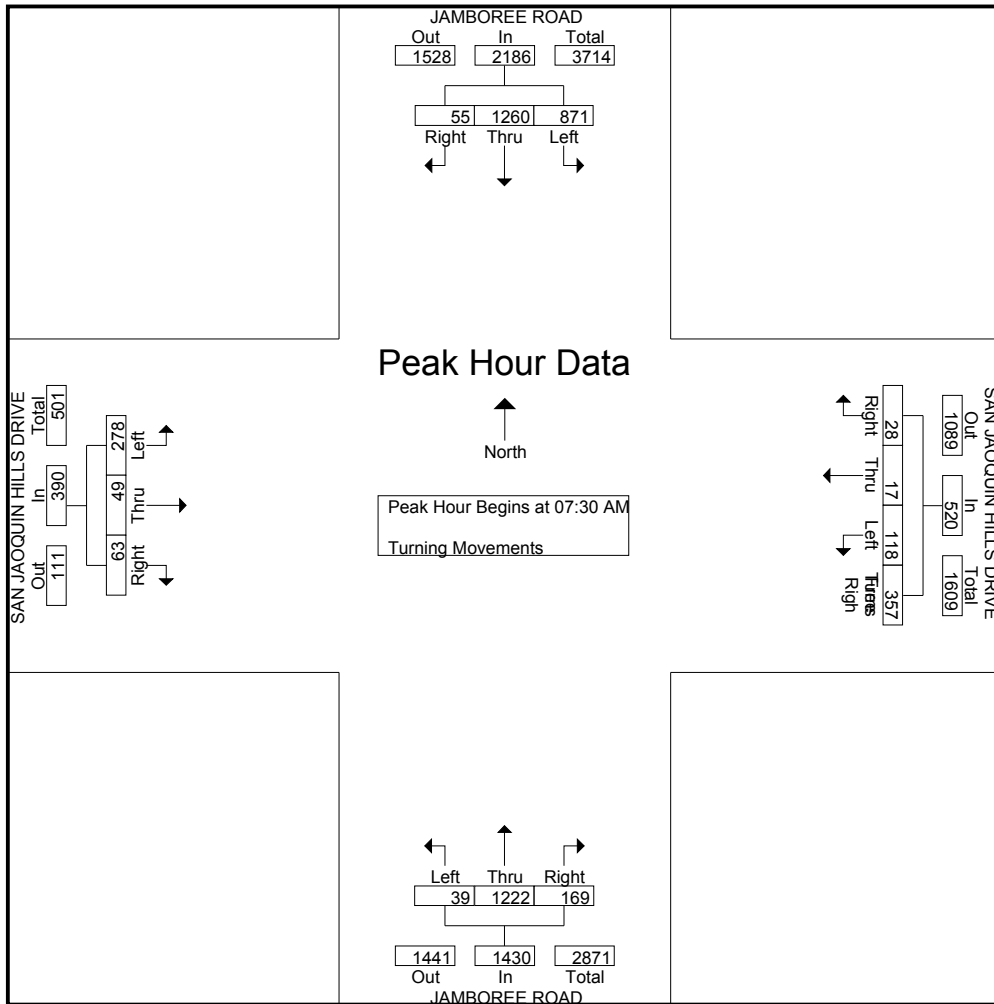 JAMBOREE ROAD
Out In Total
1528 2186 3714
55 1260 871
Right Thru Left
Peak Hour Data
North
Peak Hour Begins at 07:30 AM
Turning Movements
SAN JAOQUIN HILLS DRIVE
Total In Out
501 390 111
278 49 63
Left Thru Right
SAN JAOQUIN HILLS DRIVE
Out In Total
1089 520 1609
28 17 118 357
Right Thru Left
Righ
Left Thru Right
39 1222 169
1441 1430 2871
Out In Total
JAMBOREE ROAD